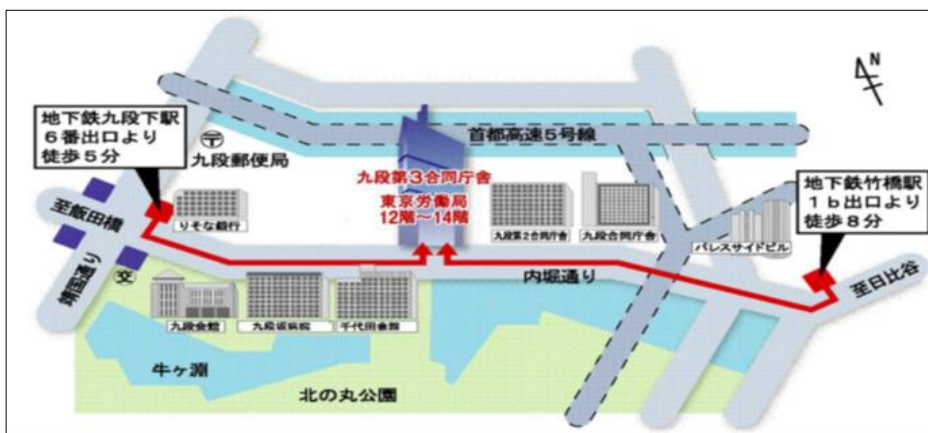 N
地下鉄九段下駅
6番出口より
徒歩5分
〒
九段郵便局
首都高速5号線
九段第3合同庁舎
東京労働局
12階～14階
至飯田橋
りそな銀行
九段第2合同庁舎
九段合同庁舎
パレスサイドビル
地下鉄竹橋駅
1b出口より
徒歩8分
靖国通り
交
内堀通り
至日比谷
九段会館
九段坂病院
千代田会館
牛ヶ淵
北の丸公園